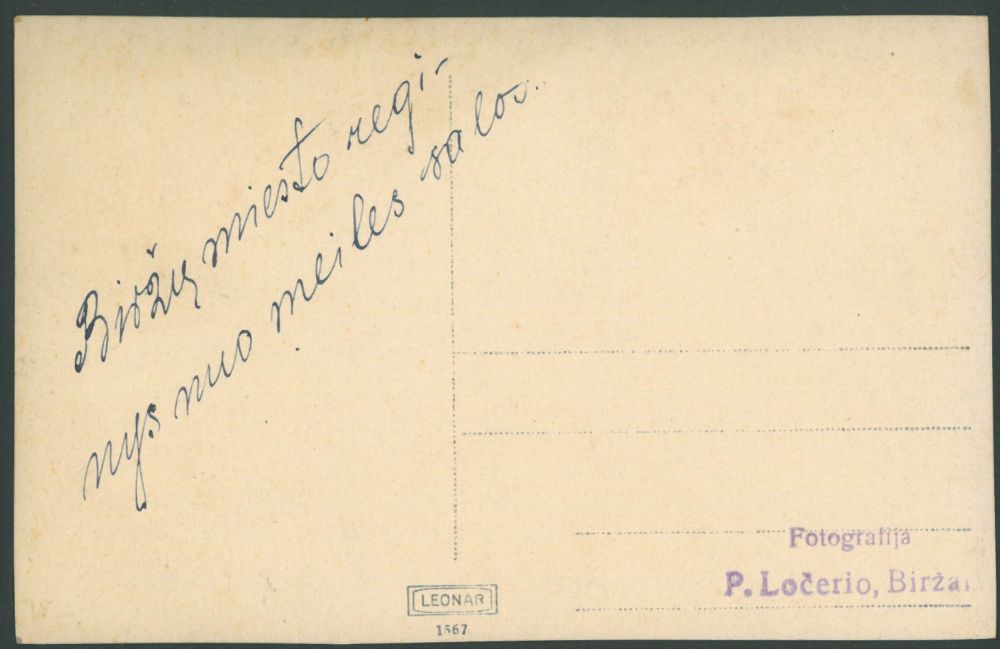 Biržų miesto regi-
nys nuo meiles salos.
LEONAR
1567
Fotografija
P. Ločerio, Biržai